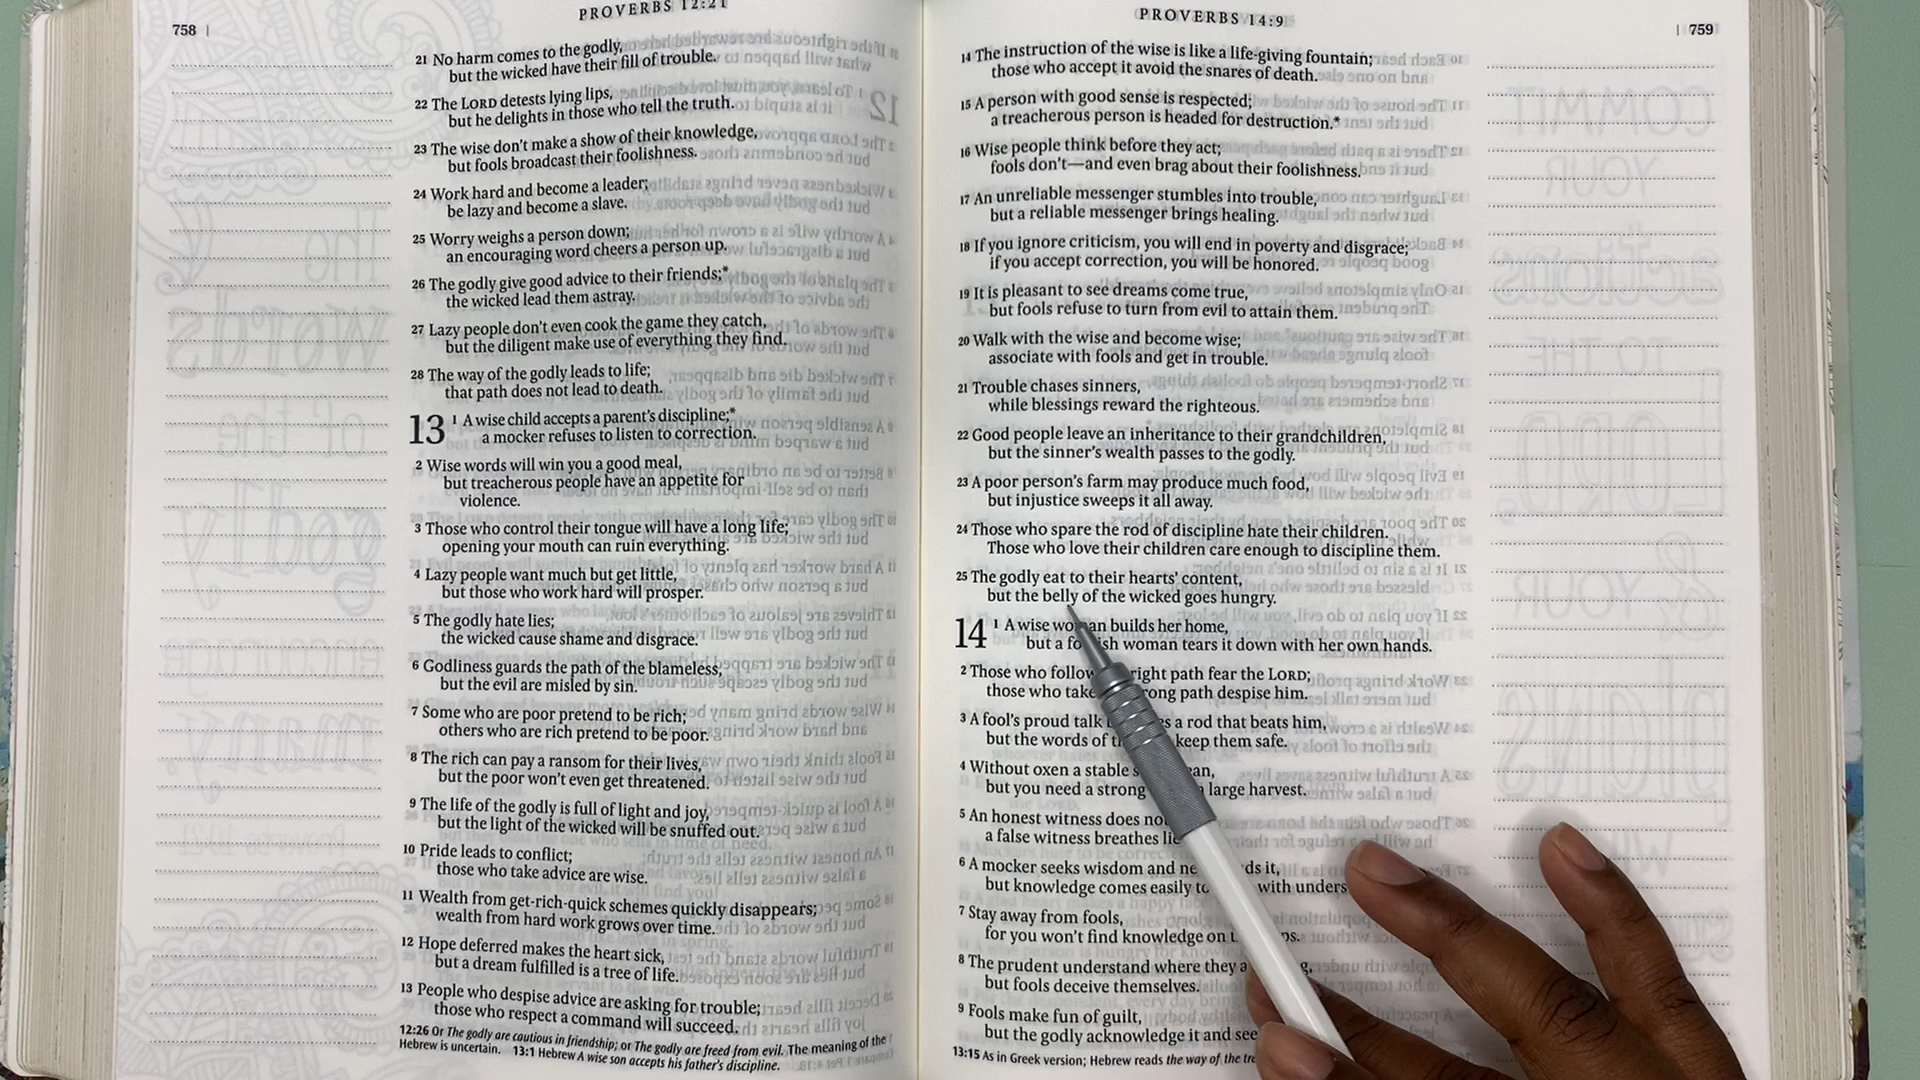 PROVERBS 12:21
758
21 No harm comes to the godly,
but the wicked have their fill of trouble.
22 The LORD detests lying lips,
but he delights in those who tell the truth.
23 The wise don't make a show of their knowledge,
but fools broadcast their foolishness.
24 Work hard and become a leader;
be lazy and become a slave.
25 Worry weighs a person down;
an encouraging word cheers a person up.
26 The godly give good advice to their friends;*
the wicked lead them astray.
27 Lazy people don't even cook the game they catch,
but the diligent make use of everything they find.
28 The way of the godly leads to life;
that path does not lead to death.
13 1 A wise child accepts a parent's discipline;*
a mocker refuses to listen to correction.
2 Wise words will win you a good meal,
but treacherous people have an appetite for
violence.
3 Those who control their tongue will have a long life;
opening your mouth can ruin everything.
4 Lazy people want much but get little,
but those who work hard will prosper.
5 The godly hate lies;
the wicked cause shame and disgrace.
6 Godliness guards the path of the blameless,
but the evil are misled by sin.
7 Some who are poor pretend to be rich;
others who are rich pretend to be poor.
8 The rich can pay a ransom for their lives,
but the poor won't even get threatened.
9 The life of the godly is full of light and joy,
but the light of the wicked will be snuffed out.
10 Pride leads to conflict;
those who take advice are wise.
11 Wealth from get-rich-quick schemes quickly disappears;
wealth from hard work grows over time.
12 Hope deferred makes the heart sick,
but a dream fulfilled is a tree of life.
13 People who despise advice are asking for trouble;
those who respect a command will succeed.
12:26 Or The godly are cautious in friendship; or The godly are freed from evil. The meaning of the
Hebrew is uncertain. 13:1 Hebrew A wise son accepts his father's discipline.
PROVERBS 14:9
759
14 The instruction of the wise is like a life-giving fountain;
those who accept it avoid the snares of death.
15 A person with good sense is respected;
a treacherous person is headed for destruction.*
16 Wise people think before they act;
fools don't—and even brag about their foolishness.
17 An unreliable messenger stumbles into trouble,
but a reliable messenger brings healing.
18 If you ignore criticism, you will end in poverty and disgrace;
if you accept correction, you will be honored.
19 It is pleasant to see dreams come true,
but fools refuse to turn from evil to attain them.
20 Walk with the wise and become wise;
associate with fools and get in trouble.
21 Trouble chases sinners,
while blessings reward the righteous.
22 Good people leave an inheritance to their grandchildren,
but the sinner's wealth passes to the godly.
23 A poor person's farm may produce much food,
but injustice sweeps it all away.
24 Those who spare the rod of discipline hate their children.
Those who love their children care enough to discipline them.
25 The godly eat to their hearts' content,
but the belly of the wicked goes hungry.
14 1 A wise woman builds her home,
but a foolish woman tears it down with her own hands.
2 Those who follow right path fear the LORD;
those who take wrong path despise him.
3 A fool's proud talk a rod that beats him,
but the words of keep them safe.
4 Without oxen a stable
but you need a strong large harvest.
5 An honest witness does
a false witness breathes
6 A mocker seeks wisdom and it,
but knowledge comes easily to with
7 Stay away from fools,
for you won't find knowledge on
8 The prudent understand where they
but fools deceive themselves.
9 Fools make fun of guilt,
but the godly acknowledge it and
13:15 As in Greek version; Hebrew reads the way of the